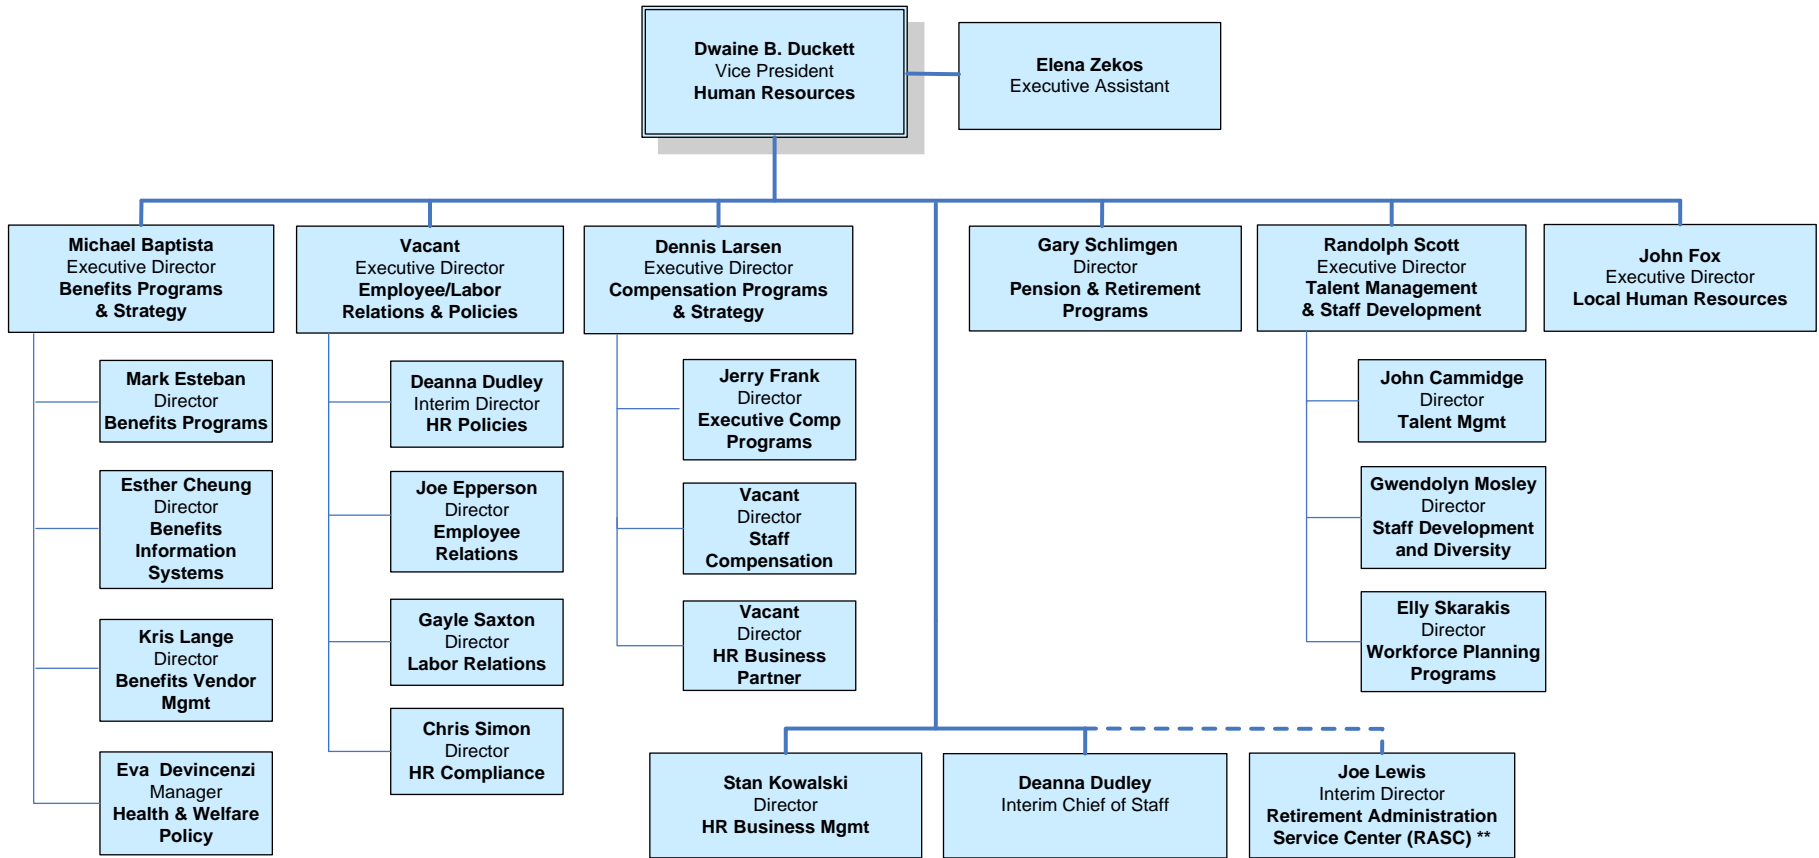 Dwaine B. Duckett
Vice President
Human Resources
Elena Zekos
Executive Assistant
Michael Baptista
Executive Director
Benefits Programs
& Strategy
Vacant
Executive Director
Employee/Labor
Relations & Policies
Dennis Larsen
Executive Director
Compensation Programs
& Strategy
Gary Schlimgen
Director
Pension & Retirement
Programs
Randolph Scott
Executive Director
Talent Management
& Staff Development
John Fox
Executive Director
Local Human Resources
Mark Esteban
Director
Benefits Programs
Esther Cheung
Director
Benefits
Information
Systems
Kris Lange
Director
Benefits Vendor
Mgmt
Eva Devincenzi
Manager
Health & Welfare
Policy
Deanna Dudley
Interim Director
HR Policies
Joe Epperson
Director
Employee
Relations
Gayle Saxton
Director
Labor Relations
Chris Simon
Director
HR Compliance
Jerry Frank
Director
Executive Comp
Programs
Vacant
Director
Staff
Compensation
Vacant
Director
HR Business
Partner
John Cammidge
Director
Talent Mgmt
Gwendolyn Mosley
Director
Staff Development
and Diversity
Elly Skarakis
Director
Workforce Planning
Programs
Stan Kowalski
Director
HR Business Mgmt
Deanna Dudley
Interim Chief of Staff
Joe Lewis
Interim Director
Retirement Administration
Service Center (RASC) **